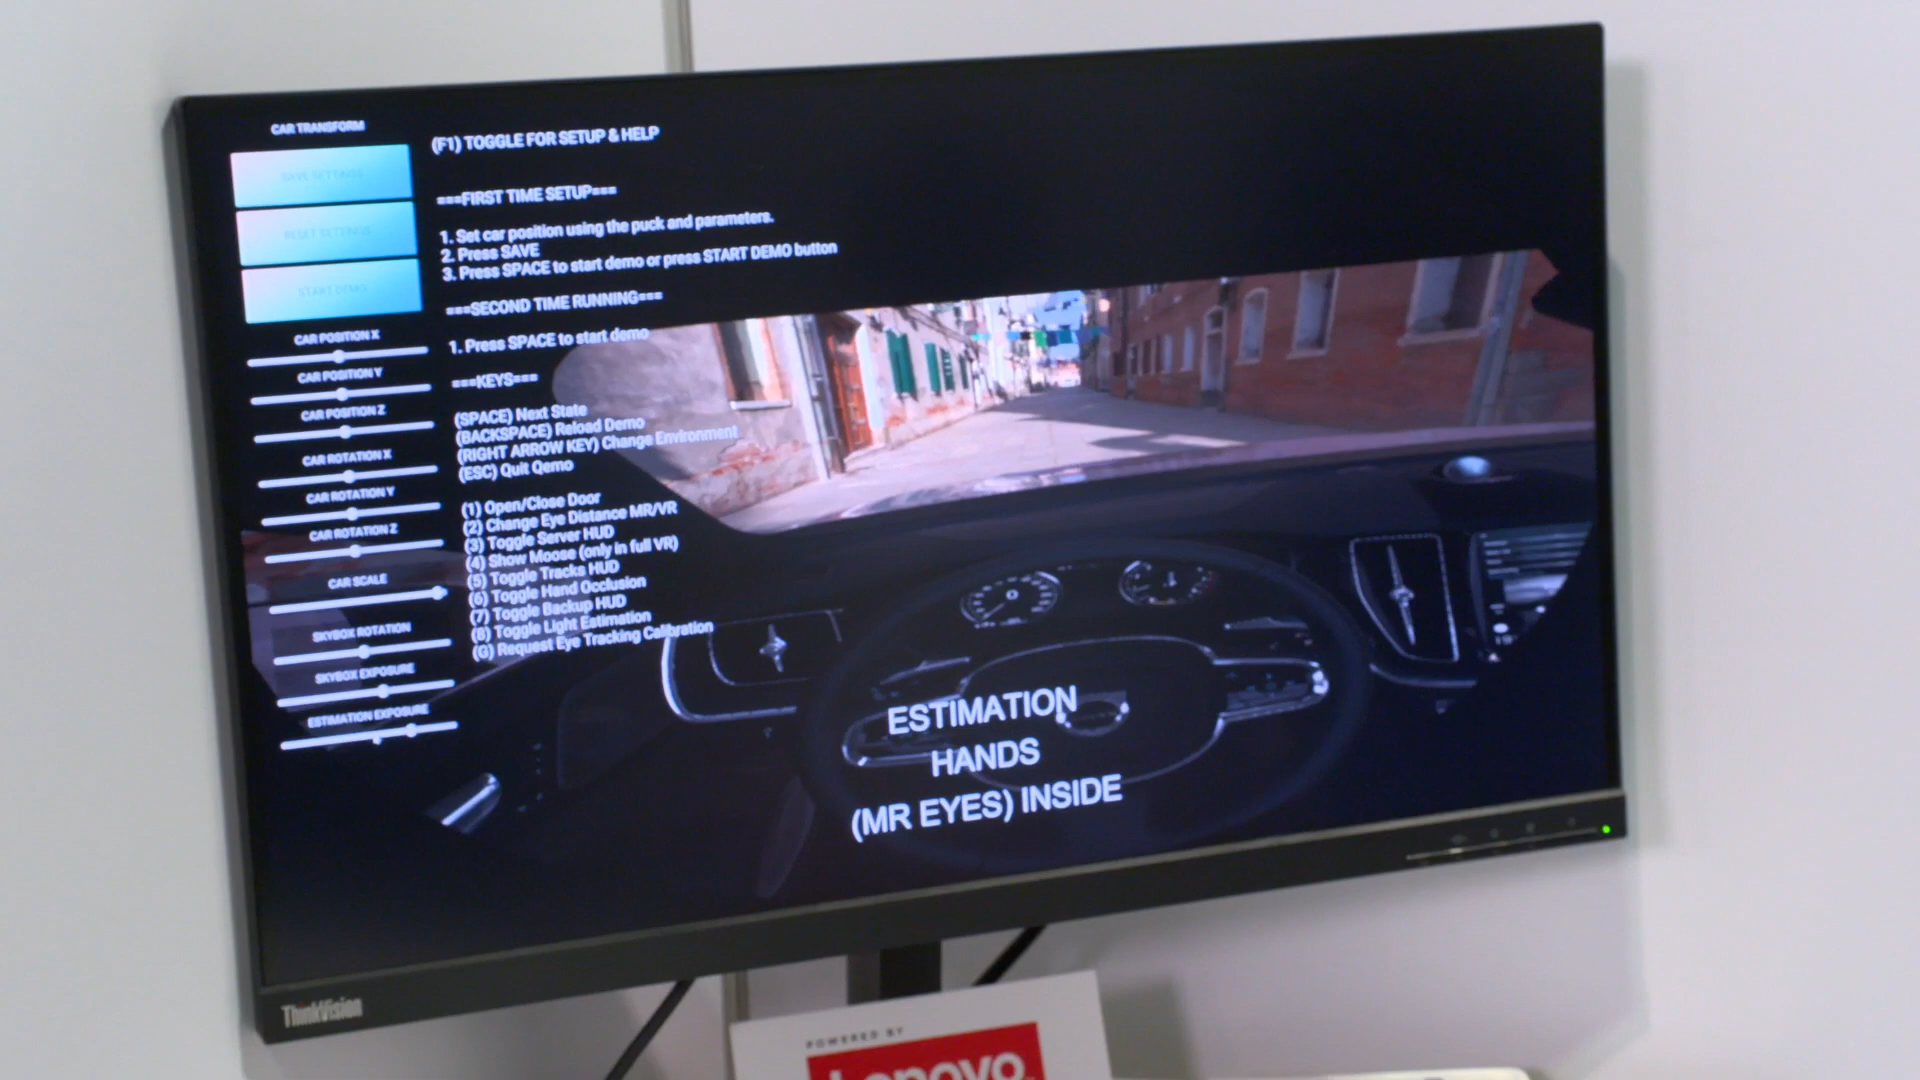 CAR TRANSFORM
SAVE SETTINGS
RESET SETTINGS
START DEMO
CAR POSITION X
CAR POSITION Y
CAR POSITION Z
CAR ROTATION X
CAR ROTATION Y
CAR ROTATION Z
CAR SCALE
SKYBOX ROTATION
SKYBOX EXPOSURE
ESTIMATION EXPOSURE
(F1) TOGGLE FOR SETUP & HELP
===FIRST TIME SETUP===
1. Set car position using the puck and parameters.
2. Press SAVE
3. Press SPACE to start demo or press START DEMO button
===SECOND TIME RUNNING===
1. Press SPACE to start demo
===KEYS===
(SPACE) Next State
(BACKSPACE) Reload Demo
(RIGHT ARROW KEY) Change Environment
(ESC) Quit Qemo
(1) Open/Close Door
(2) Change Eye Distance MR/VR
(3) Toggle Server HUD
(4) Show Moose (only in full VR)
(5) Toggle Tracks HUD
(6) Toggle Hand Occlusion
(7) Toggle Backup HUD
(8) Toggle Light Estimation
(G) Request Eye Tracking Calibration
ESTIMATION
HANDS
(MR EYES) INSIDE
ThinkVision
POWERED BY
Lenovo